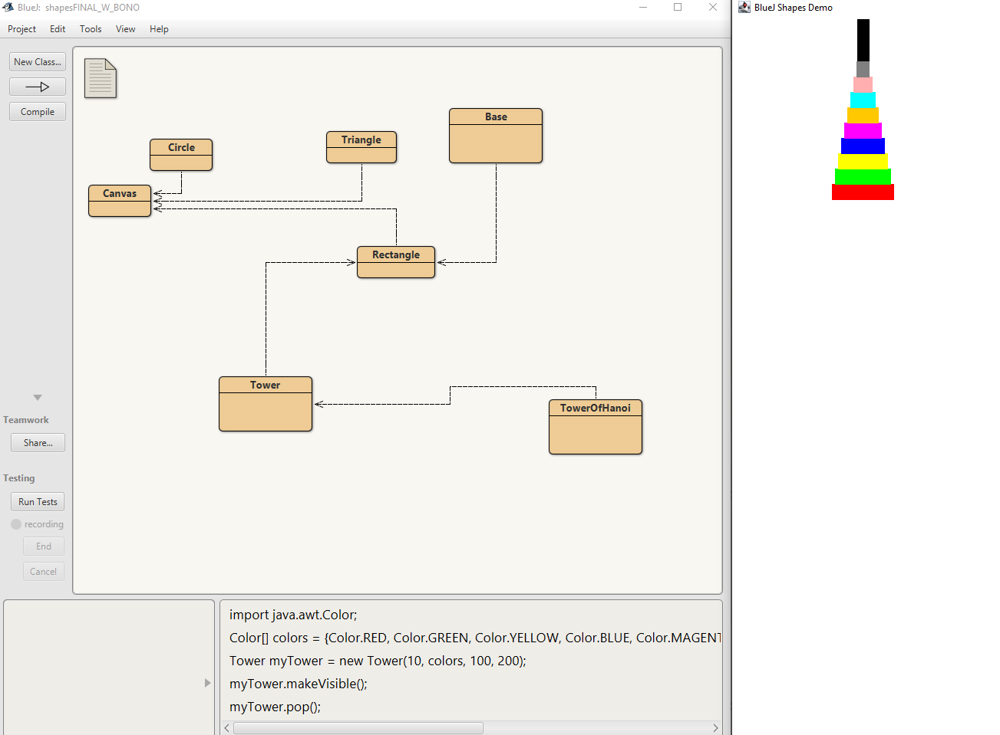 BlueJ: shapesFINAL_W_BONO
BlueJ Shapes Demo
Project Edit Tools View Help
New Class...
Compile
Base
Triangle
Circle
Canvas
Rectangle
Tower
TowerOfHanoi
Teamwork
Share...
Testing
Run Tests
recording
End
Cancel
import java.awt.Color;
Color[] colors = {Color.RED, Color.GREEN, Color.YELLOW, Color.BLUE, Color.MAGENT
Tower myTower = new Tower(10, colors, 100, 200);
myTower.makeVisible();
myTower.pop();